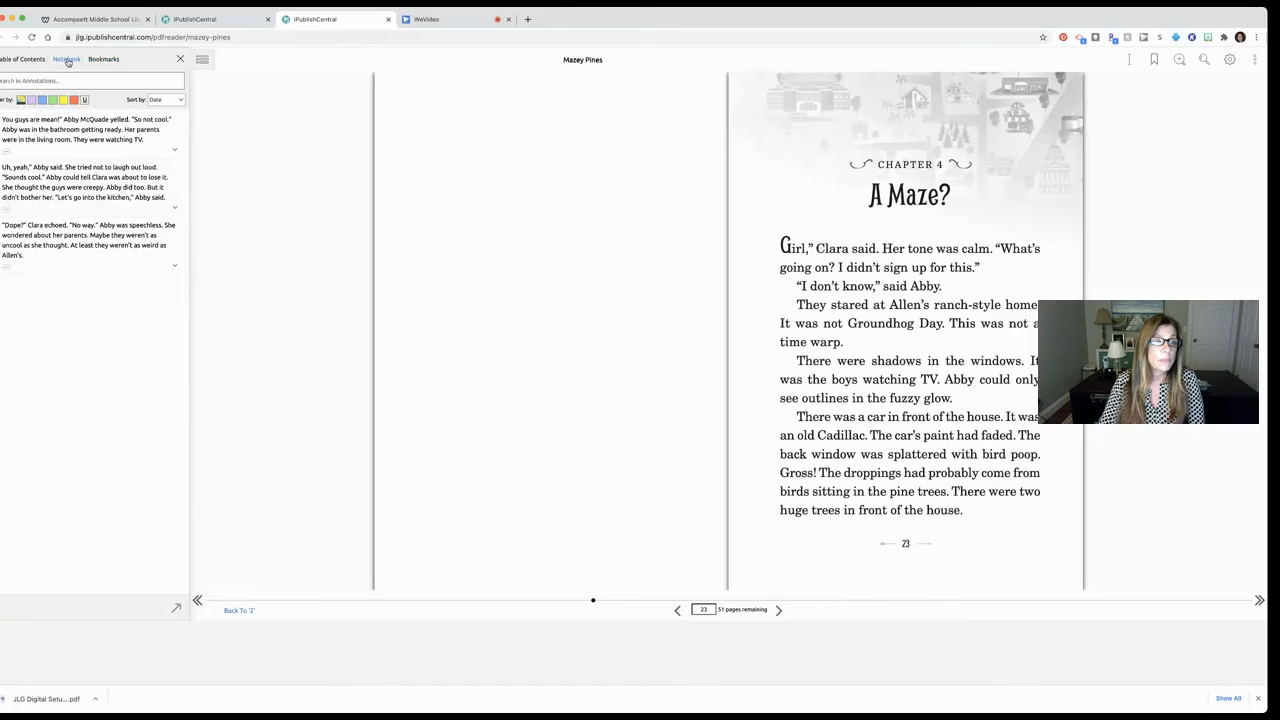 Accompsett Middle School Li
iPublishCentral
iPublishCentral
WeVideo
jlg.ipublishcentral.com/pdfreader/mazey-pines
able of Contents
Notebook
Bookmarks
Mazey Pines
earch in Annotations..
er by:
U
Sort by:
Date
You guys are mean!" Abby McQuade yelled. "So not cool."
Abby was in the bathroom getting ready. Her parents
were in the living room. They were watching TV.
Uh, yeah," Abby said. She tried not to laugh out loud.
"Sounds cool." Abby could tell Clara was about to lose it.
She thought the guys were creepy. Abby did too. But it
didn't bother her. "Let's go into the kitchen," Abby said.
"Dope?" Clara echoed. "No way." Abby was speechless. She
wondered about her parents. Maybe they weren't as
uncool as she thought. At least they weren't as weird as
Allen's.
CHAPTER 4
A Maze?
Girl,” Clara said. Her tone was calm. “What’s
going on? I didn’t sign up for this.”
“I don’t know,” said Abby.
They stared at Allen’s ranch-style home.
It was not Groundhog Day. This was not a
time warp.
There were shadows in the windows. It
was the boys watching TV. Abby could only
see outlines in the fuzzy glow.
There was a car in front of the house. It was
an old Cadillac. The car’s paint had faded. The
back window was splattered with bird poop.
Gross! The droppings had probably come from
birds sitting in the pine trees. There were two
huge trees in front of the house.
23
Back To '2'
23
51 pages remaining
JLG Digital Setu....pdf
Show All